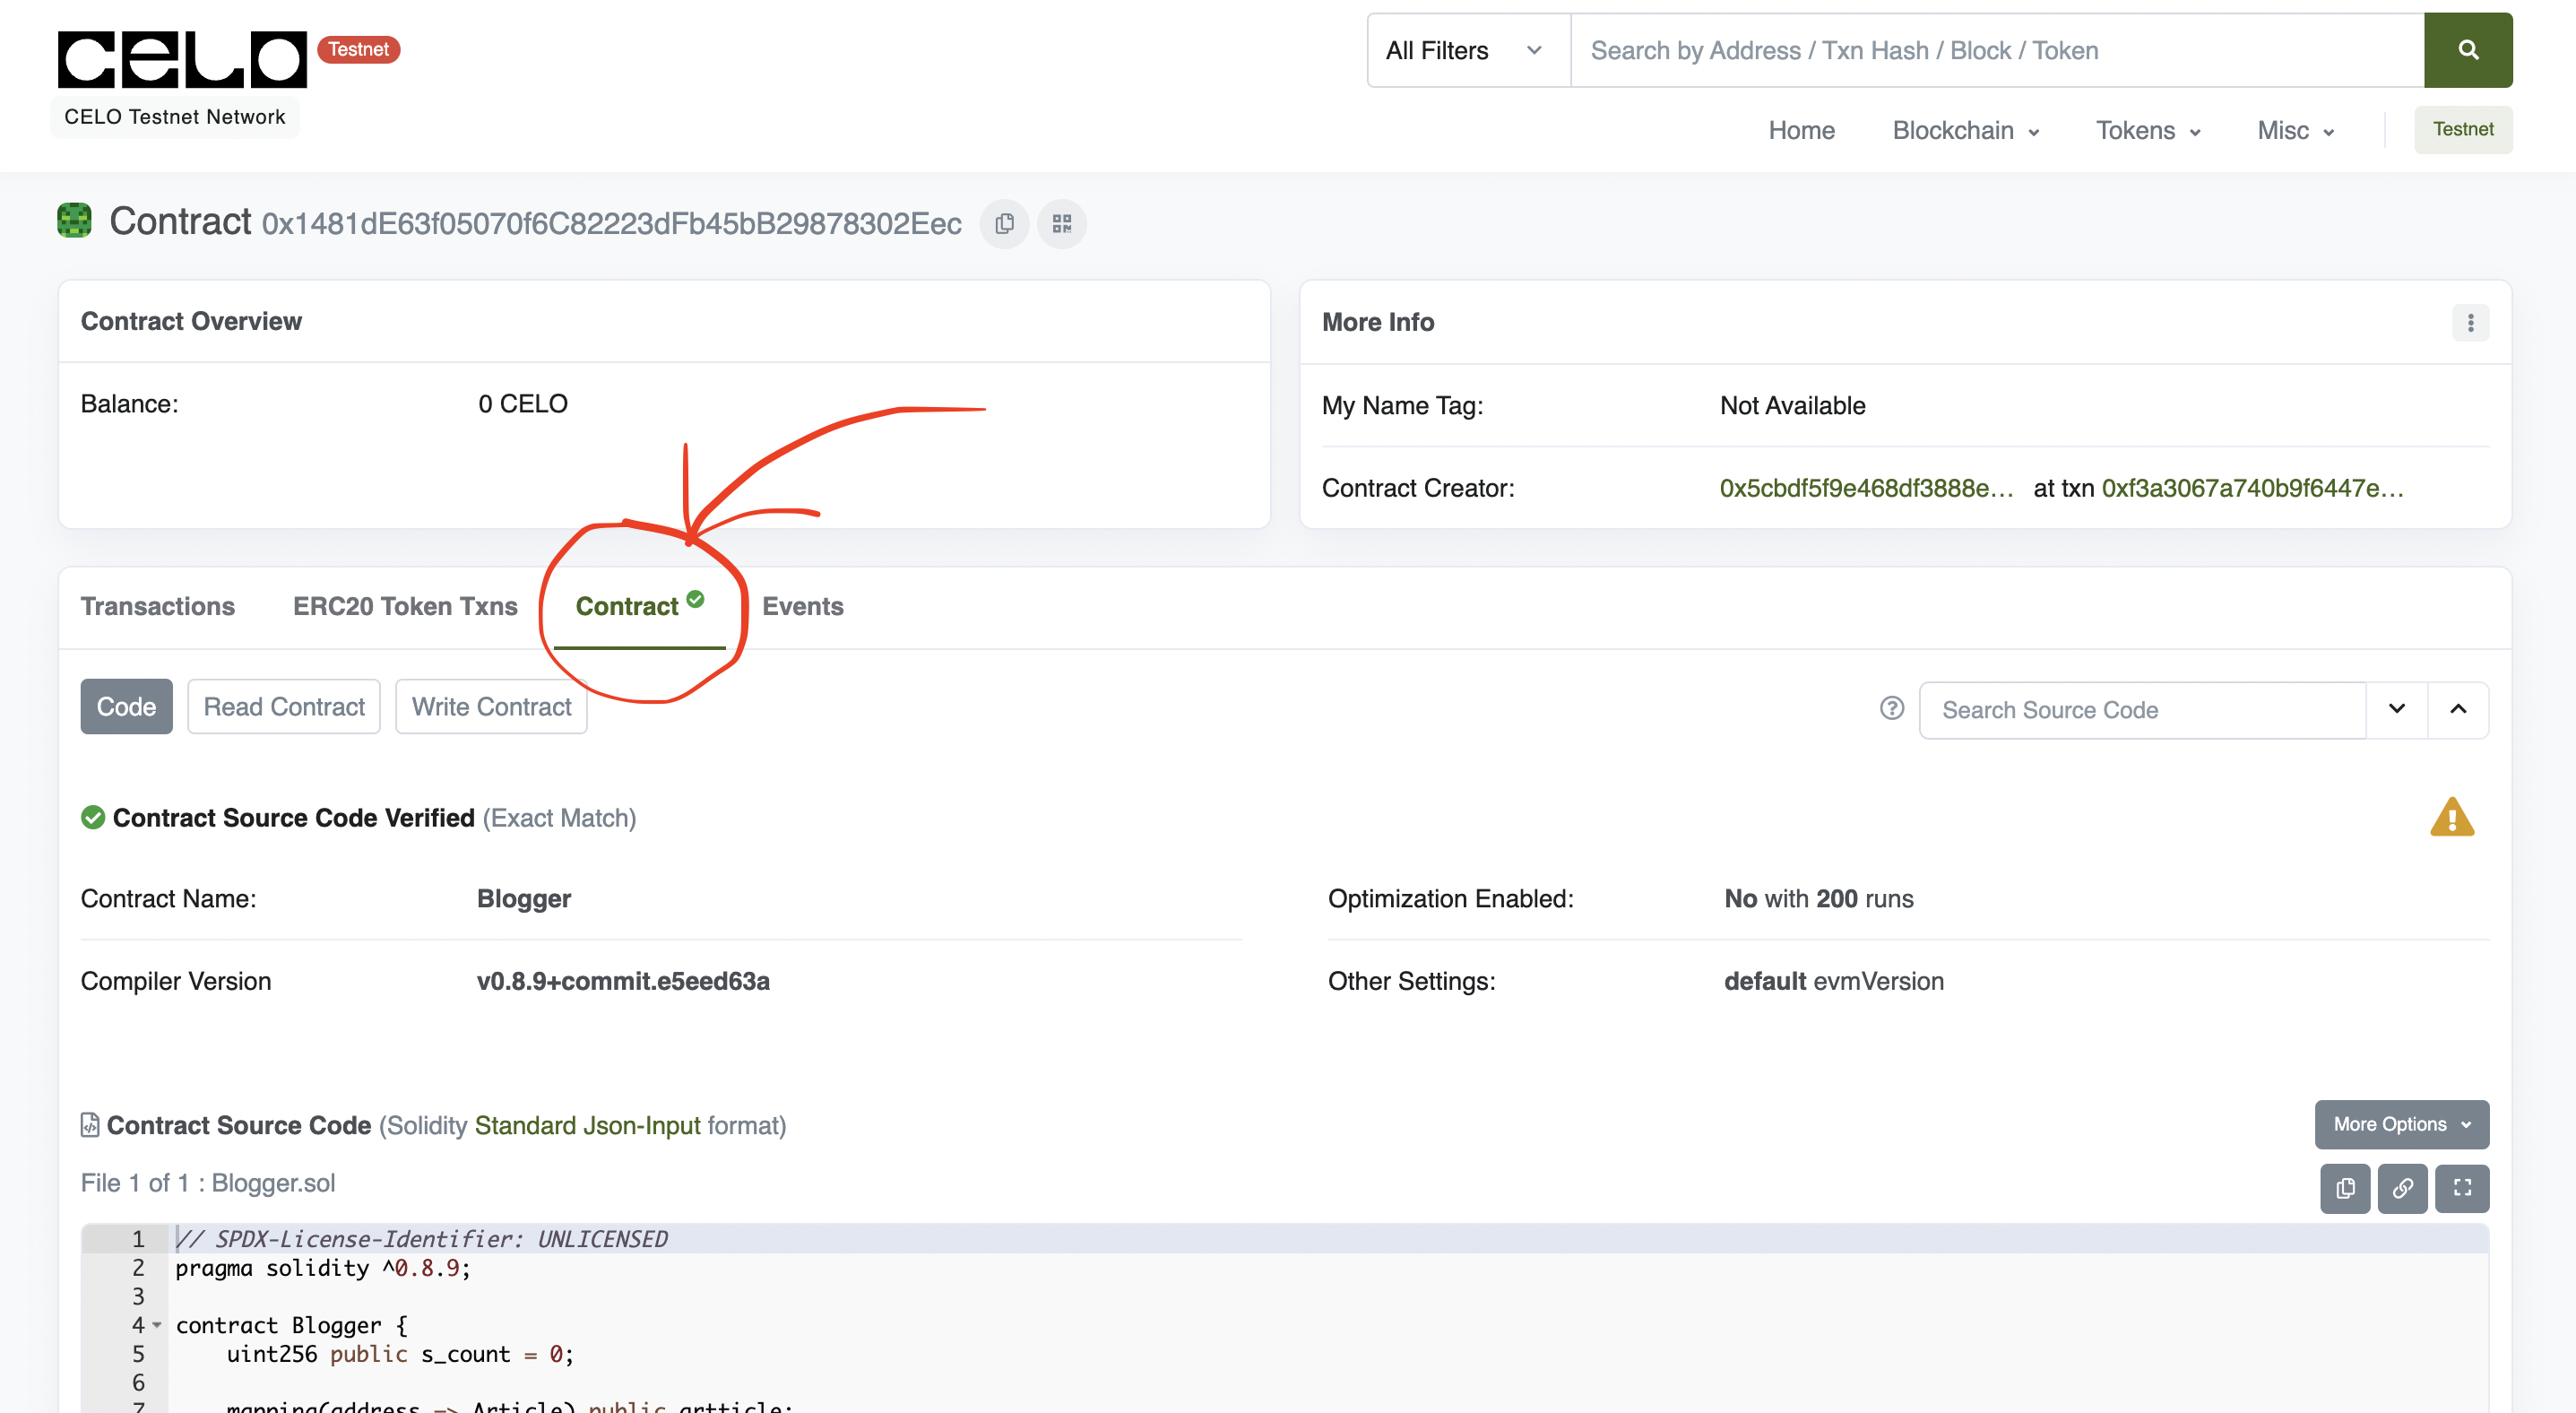 CELO Testnet
CELO Testnet Network
All Filters Search by Address / Txn Hash / Block / Token
Home Blockchain Tokens Misc Testnet
Contract 0x1481dE63f05070f6C82223dFb45bB29878302Eec
Contract Overview
Balance: 0 CELO
More Info
My Name Tag: Not Available
Contract Creator: 0x5cbdf5f9e468df3888e... at txn 0xf3a3067a740b9f6447e...
Transactions ERC20 Token Txns Contract Events
Code Read Contract Write Contract Search Source Code
Contract Source Code Verified (Exact Match)
Contract Name: Blogger
Compiler Version v0.8.9+commit.e5eed63a
Optimization Enabled: No with 200 runs
Other Settings: default evmVersion
Contract Source Code (Solidity Standard Json-Input format) More Options
File 1 of 1 : Blogger.sol
1 // SPDX-License-Identifier: UNLICENSED
2 pragma solidity ^0.8.9;
3
4 contract Blogger {
5 uint256 public s_count = 0;
6
7 mapping(address => Article) public artticle;